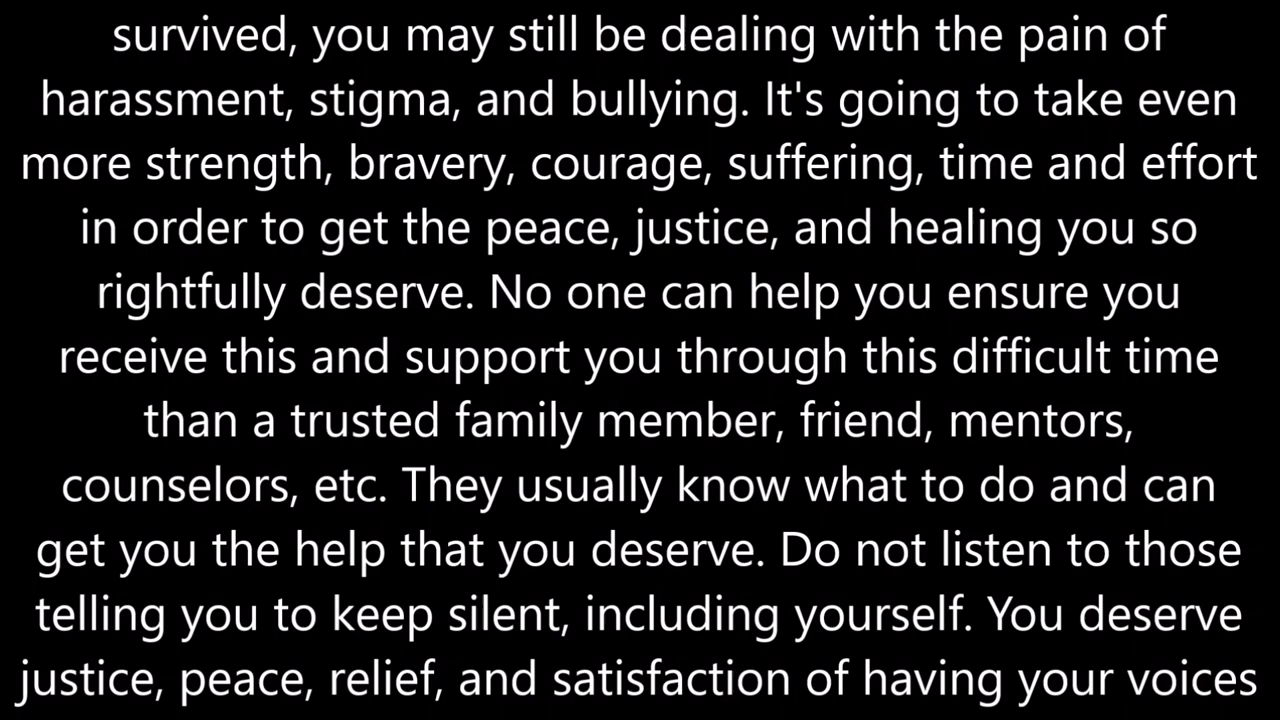 survived, you may still be dealing with the pain of
harassment, stigma, and bullying. It's going to take even
more strength, bravery, courage, suffering, time and effort
in order to get the peace, justice, and healing you so
rightfully deserve. No one can help you ensure you
receive this and support you through this difficult time
than a trusted family member, friend, mentors,
counselors, etc. They usually know what to do and can
get you the help that you deserve. Do not listen to those
telling you to keep silent, including yourself. You deserve
justice, peace, relief, and satisfaction of having your voices